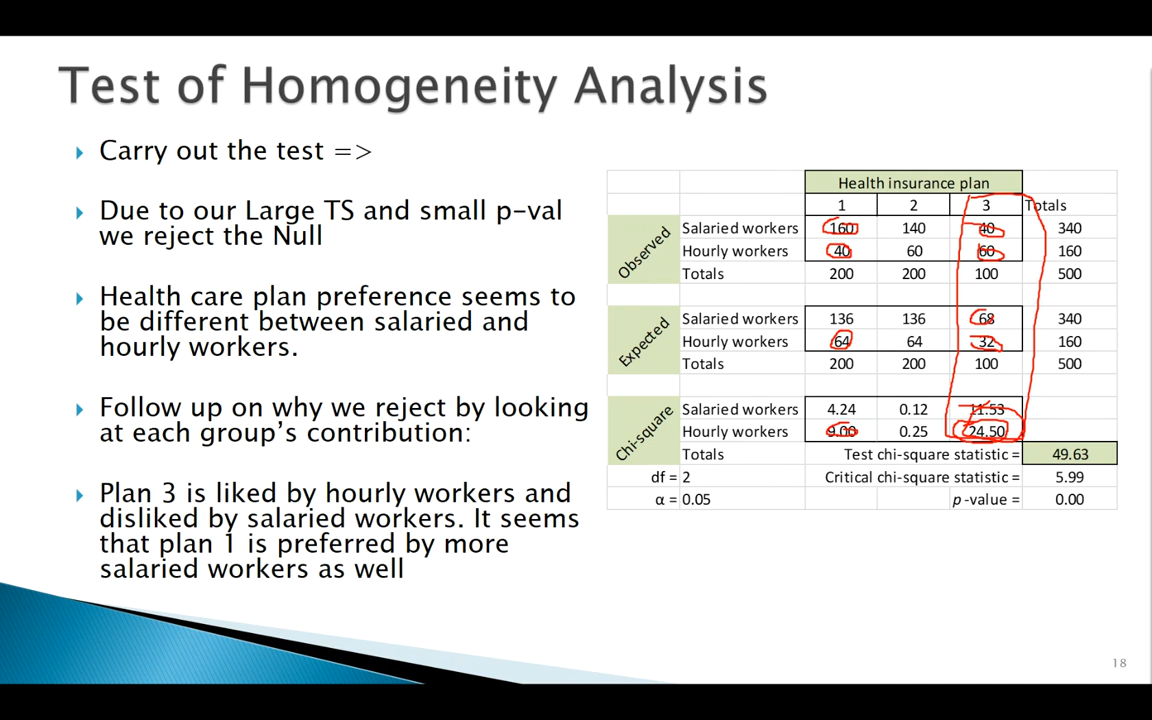 Test of Homogeneity Analysis
Carry out the test =>
Due to our Large TS and small p-val
we reject the Null
Health care plan preference seems to
be different between salaried and
hourly workers.
Follow up on why we reject by looking
at each group's contribution:
Plan 3 is liked by hourly workers and
disliked by salaried workers. It seems
that plan 1 is preferred by more
salaried workers as well
Health insurance plan
1 2 3 Totals
Observed
Salaried workers 160 140 40 340
Hourly workers 40 60 60 160
Totals 200 200 100 500
Expected
Salaried workers 136 136 68 340
Hourly workers 64 64 32 160
Totals 200 200 100 500
Chi-square
Salaried workers 4.24 0.12 11.53
Hourly workers 9.00 0.25 24.50
Totals Test chi-square statistic = 49.63
df = 2 Critical chi-square statistic = 5.99
α = 0.05 p-value = 0.00
18